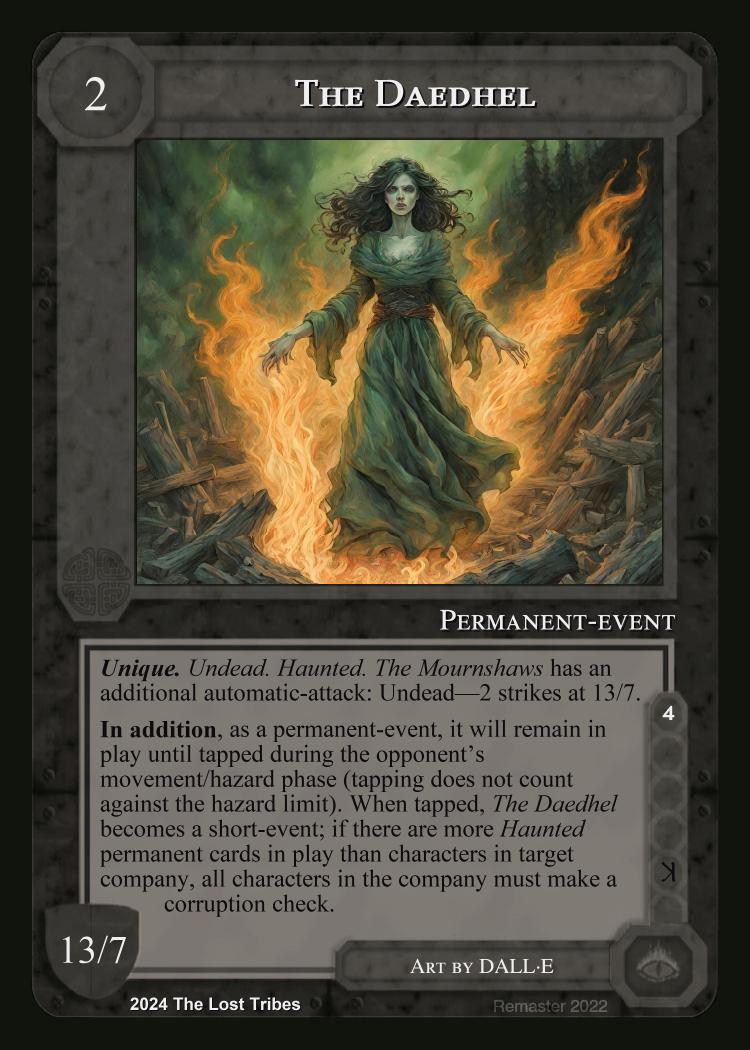 2
The Daedhel
Permanent-event
Unique. Undead. Haunted. The Mournshaws has an
additional automatic-attack: Undead—2 strikes at 13/7.
4
In addition, as a permanent-event, it will remain in
play until tapped during the opponent's
movement/hazard phase (tapping does not count
against the hazard limit). When tapped, The Daedhel
becomes a short-event; if there are more Haunted
permanent cards in play than characters in target
company, all characters in the company must make a
corruption check.
13/7
Art by DALL·E
2024 The Lost Tribes
Remaster 2022